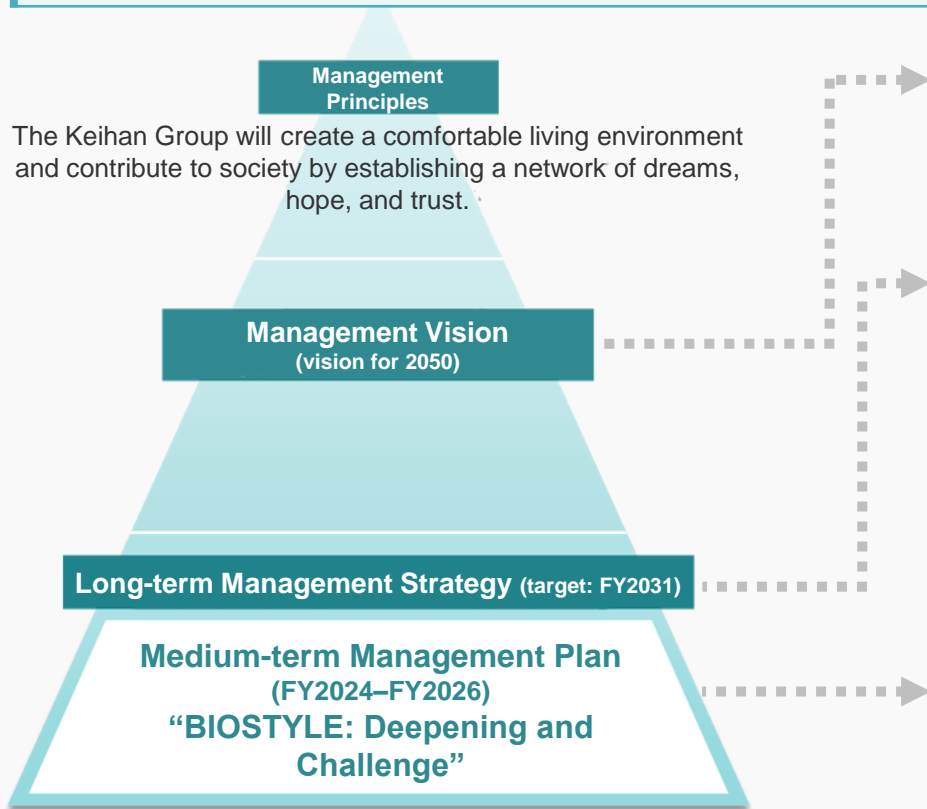 Management
Principles
The Keihan Group will create a comfortable living environment
and contribute to society by establishing a network of dreams,
hope, and trust.
Management Vision
(vision for 2050)
Long-term Management Strategy (target: FY2031)
Medium-term Management Plan
(FY2024–FY2026)
“BIOSTYLE: Deepening and
Challenge”